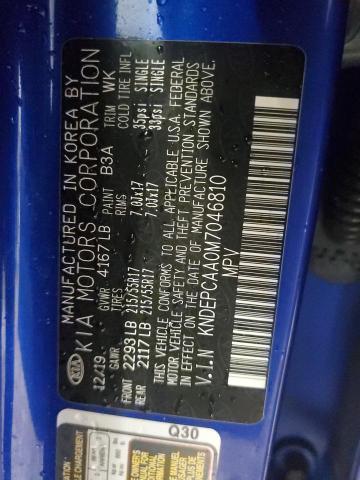 MANUFACTURED IN KOREA BY
KIA KIA MOTORS CORPORATION
12/19 GVWR 4167 LB PAINT B3A TRIM WK
GAWR TIRES RIMS COLD TIRE INFL
FRONT 2293 LB 215/55R17 7.0Jx17 35psi SINGLE
REAR 2117 LB 215/55R17 7.0Jx17 33psi SINGLE
THIS VEHICLE CONFORMS TO ALL APPLICABLE U.S.A. FEDERAL
MOTOR VEHICLE SAFETY AND THEFT PREVENTION STANDARDS
IN EFFECT ON THE DATE OF MANUFACTURE SHOWN ABOVE.
V.I.N KNDEPCAA0M7046810
MPV
Q30